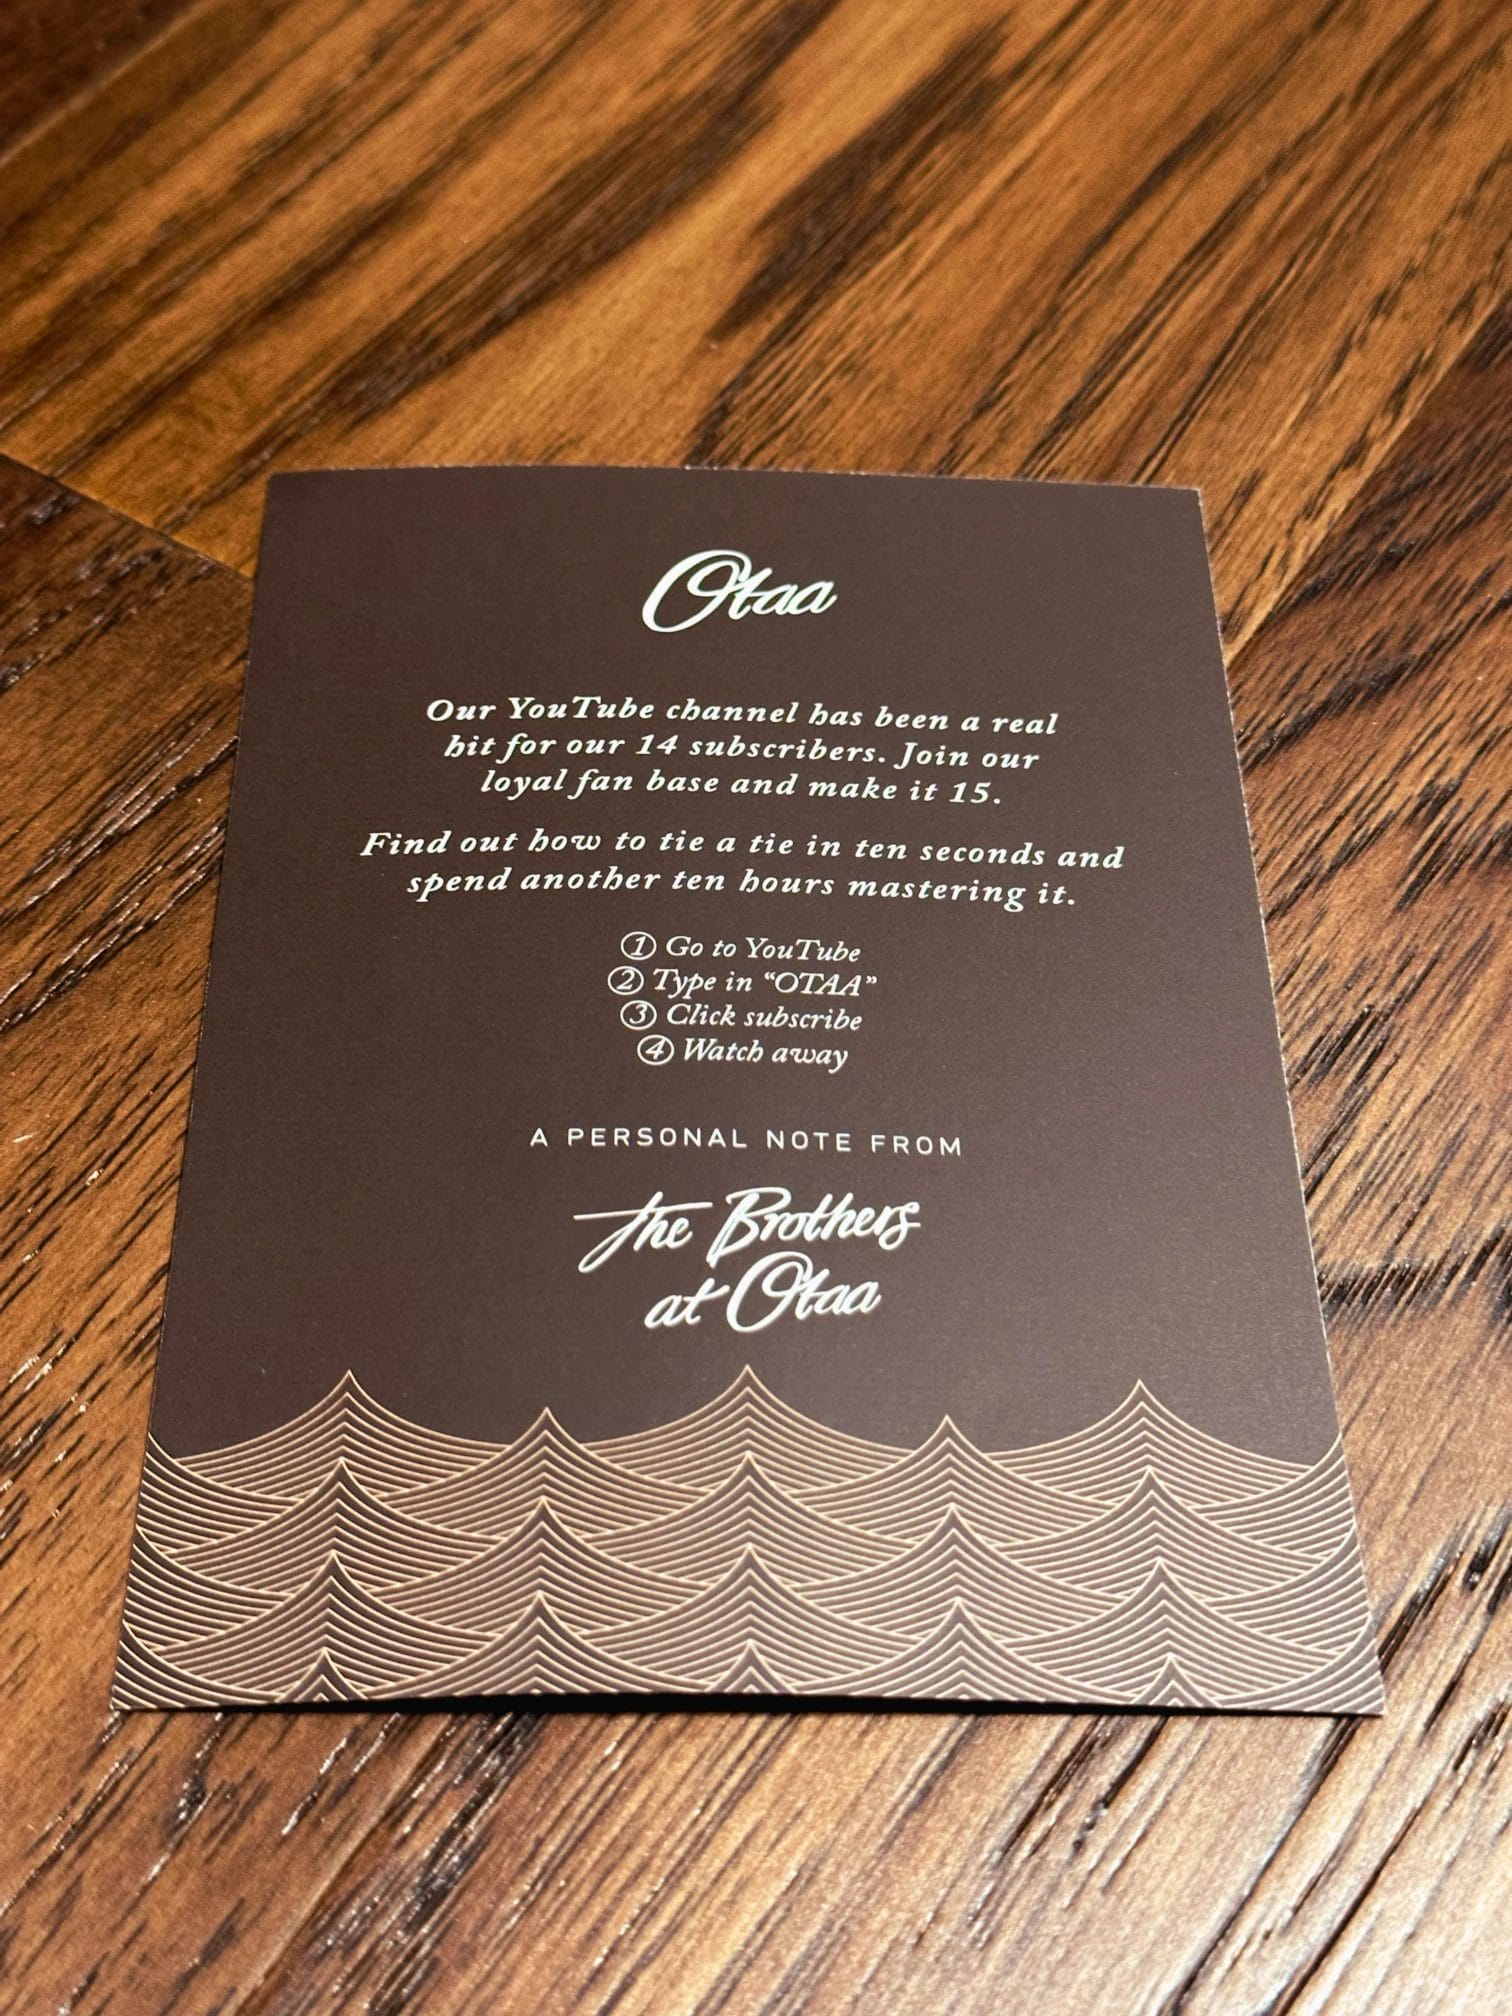 Otaa
Our YouTube channel has been a real
hit for our 14 subscribers. Join our
loyal fan base and make it 15.
Find out how to tie a tie in ten seconds and
spend another ten hours mastering it.
① Go to YouTube
② Type in “OTAA”
③ Click subscribe
④ Watch away
A PERSONAL NOTE FROM
The Brothers
at Otaa